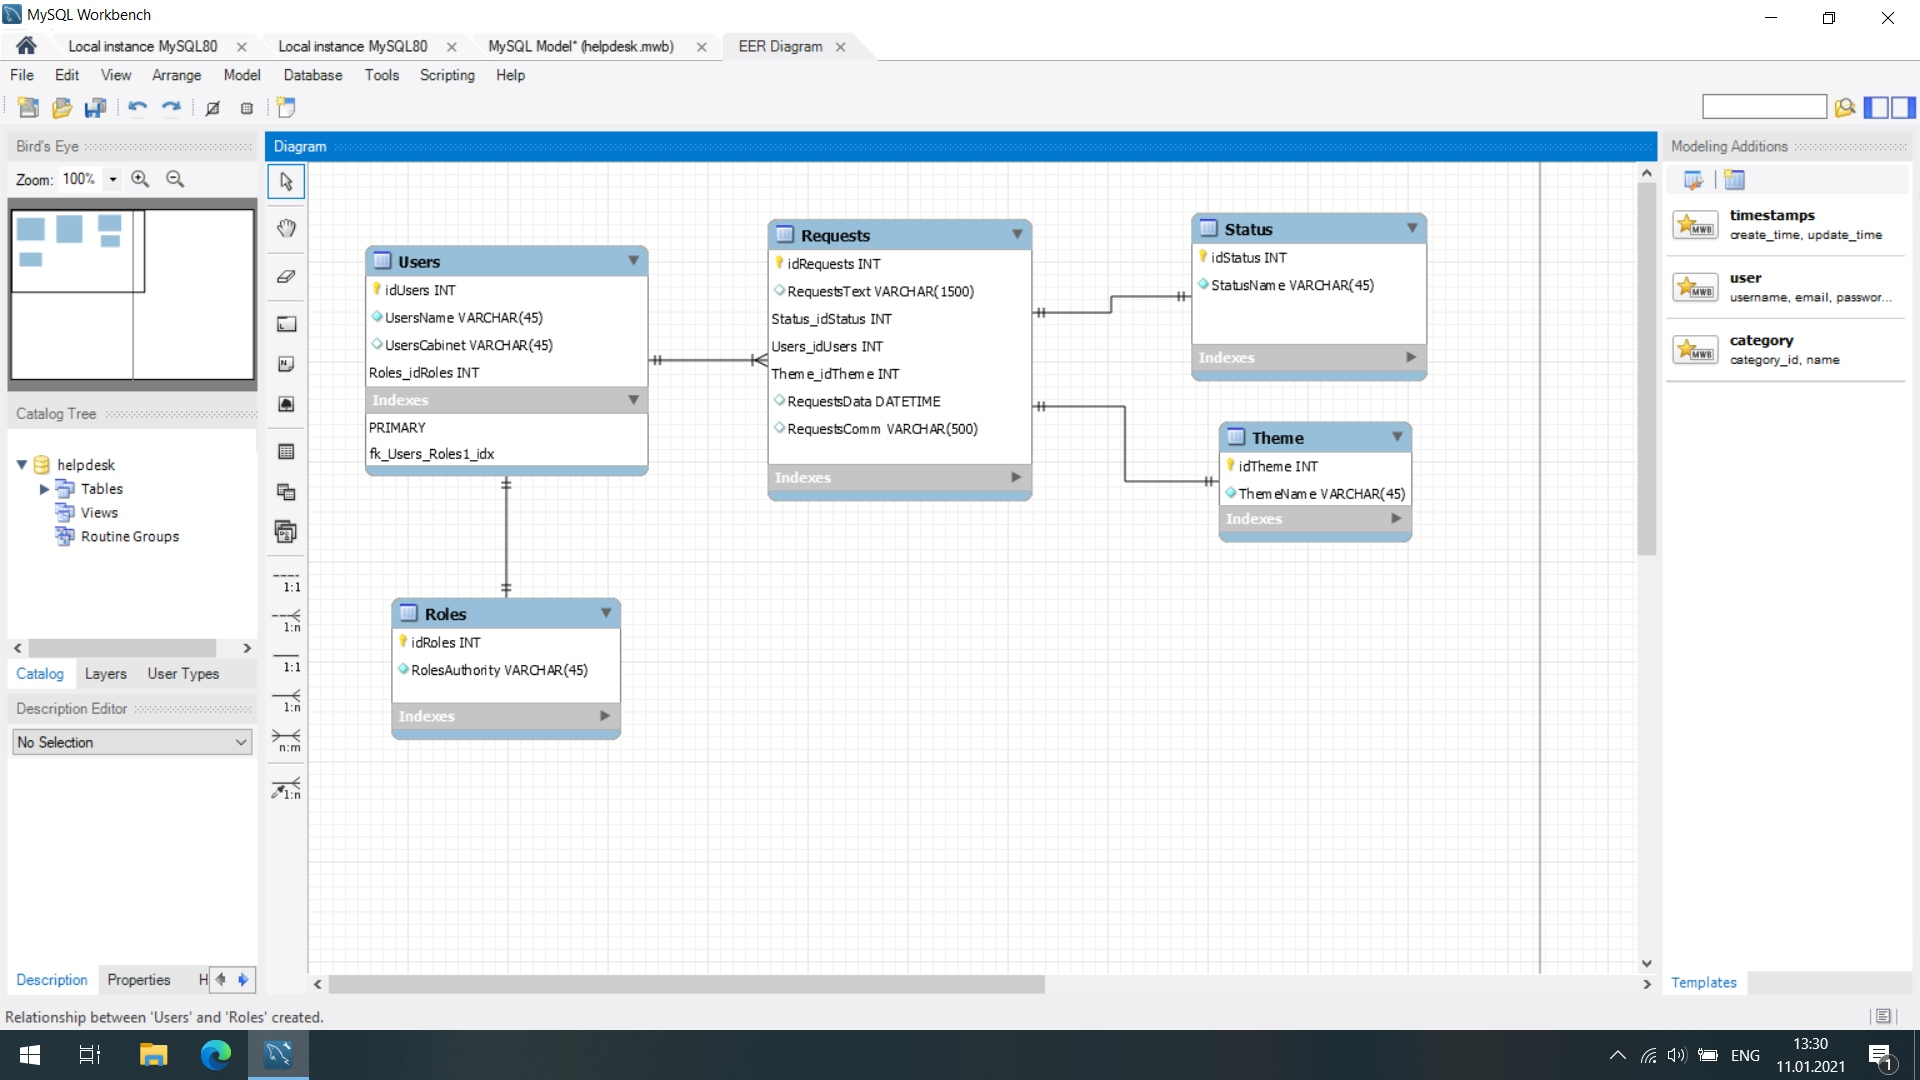 MySQL Workbench
Local instance MySQL80
Local instance MySQL80
MySQL Model* (helpdesk.mwb)
EER Diagram
File Edit View Arrange Model Database Tools Scripting Help
Bird's Eye
Zoom: 100%
Catalog Tree
helpdesk
Tables
Views
Routine Groups
Catalog Layers User Types
Description Editor
No Selection
Description Properties H
Diagram
1:1
1:n
1:1
1:n
n:m
1:n
Users
idUsers INT
UsersName VARCHAR(45)
UsersCabinet VARCHAR(45)
Roles_idRoles INT
Indexes
PRIMARY
fk_Users_Roles1_idx
Roles
idRoles INT
RolesAuthority VARCHAR(45)
Indexes
Requests
idRequests INT
RequestsText VARCHAR(1500)
Status_idStatus INT
Users_idUsers INT
Theme_idTheme INT
RequestsData DATETIME
RequestsComm VARCHAR(500)
Indexes
Status
idStatus INT
StatusName VARCHAR(45)
Indexes
Theme
idTheme INT
ThemeName VARCHAR(45)
Indexes
Modeling Additions
MWB
timestamps
create_time, update_time
MWB
user
username, email, passwor...
MWB
category
category_id, name
Templates
Relationship between 'Users' and 'Roles' created.
ENG
13:30
11.01.2021
1